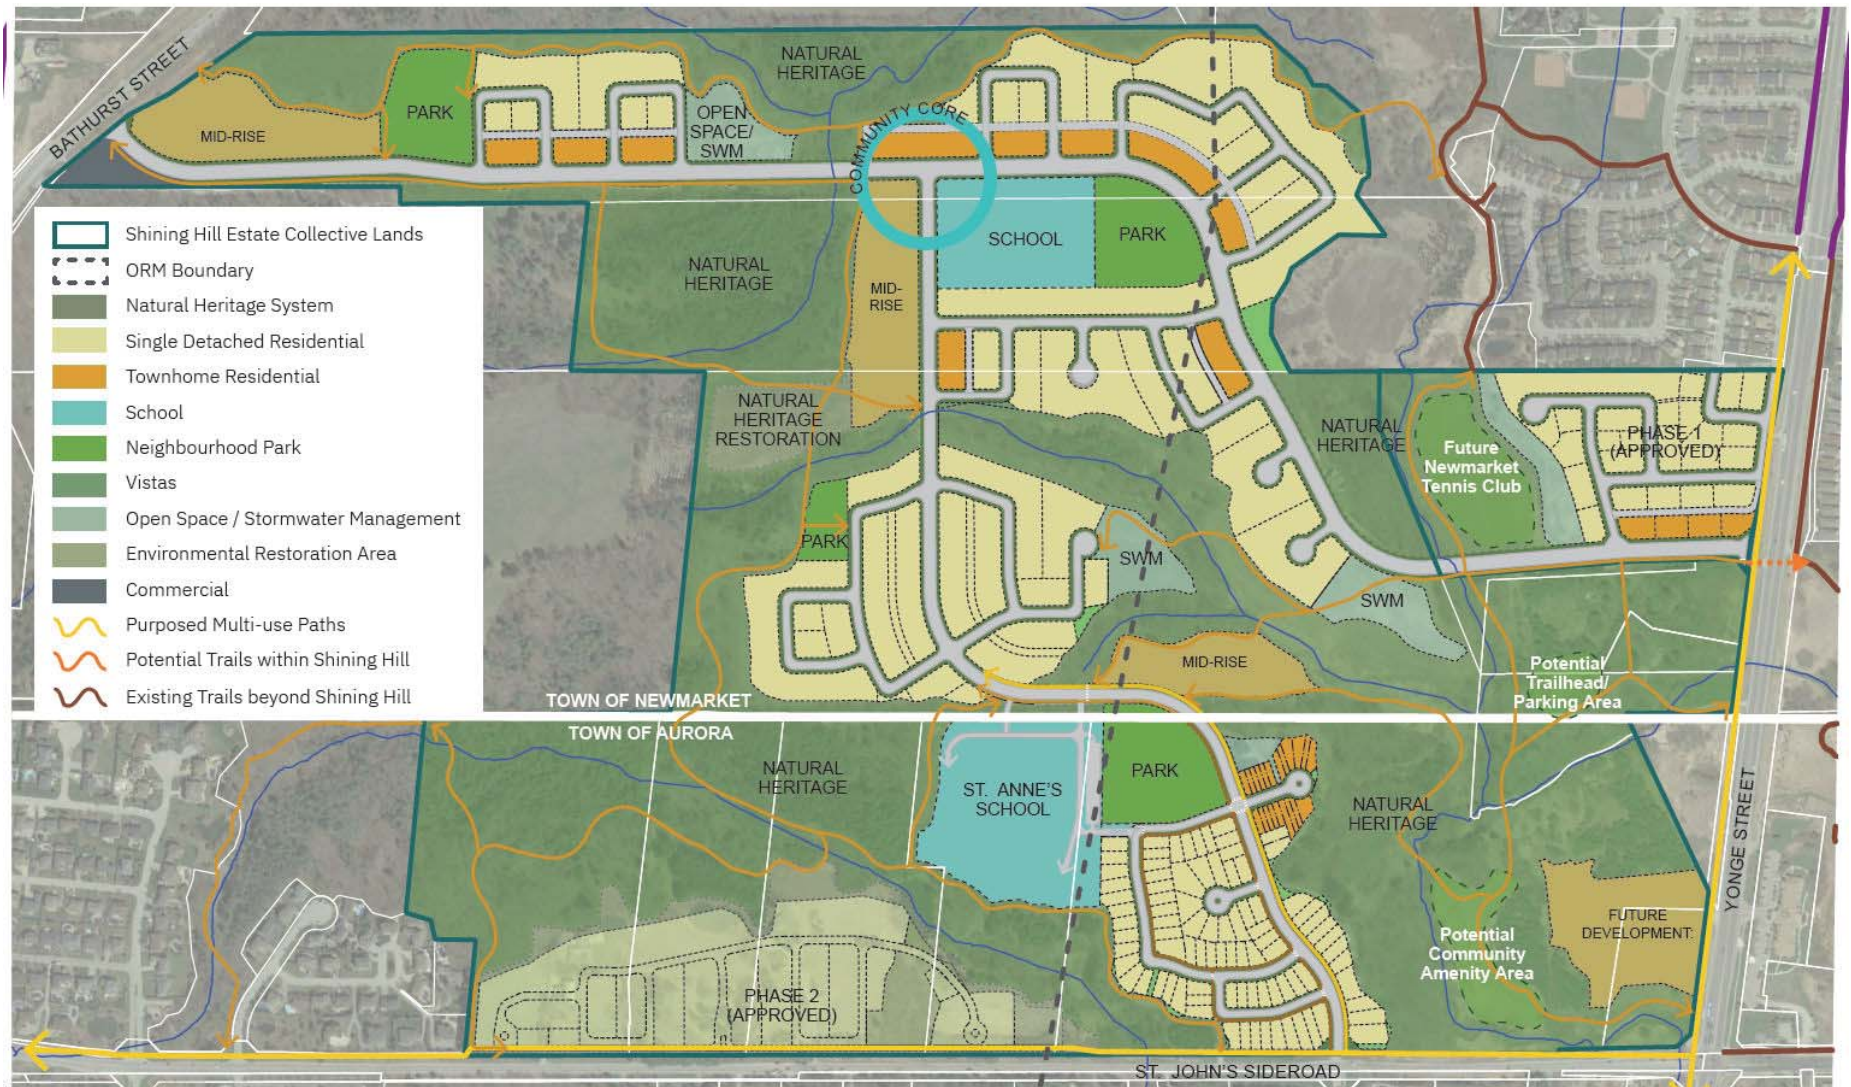 BATHURST STREET
MID-RISE
PARK
OPEN
SPACE/
SWM
NATURAL
HERITAGE
COMMUNITY CORE
SCHOOL
PARK
NATURAL
HERITAGE
MID-
RISE
Shining Hill Estate Collective Lands
ORM Boundary
Natural Heritage System
Single Detached Residential
Townhome Residential
School
Neighbourhood Park
Vistas
Open Space / Stormwater Management
Environmental Restoration Area
Commercial
Purposed Multi-use Paths
Potential Trails within Shining Hill
Existing Trails beyond Shining Hill
NATURAL
HERITAGE
RESTORATION
NATURAL
HERITAGE
Future
Newmarket
Tennis Club
PHASE 1
(APPROVED)
PARK
SWM
SWM
MID-RISE
Potential
Trailhead/
Parking Area
TOWN OF NEWMARKET
TOWN OF AURORA
NATURAL
HERITAGE
ST. ANNE'S
SCHOOL
PARK
NATURAL
HERITAGE
YONGE STREET
FUTURE
DEVELOPMENT:
Potential
Community
Amenity Area
PHASE 2
(APPROVED)
ST. JOHN'S SIDEROAD